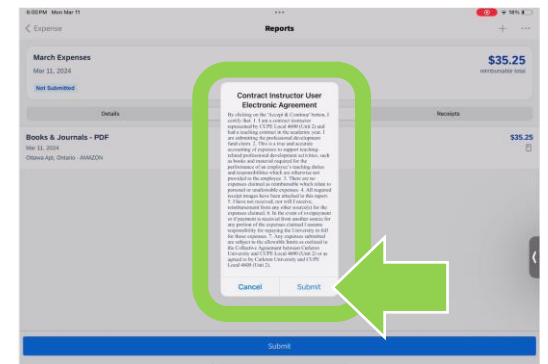 6:00 PM Mon Mar 11
18%
Expense
Reports
March Expenses
Mar 11, 2024
Not Submitted
$35.25
reimbursable total
Details
Receipts
Books & Journals - PDF
Mar 11, 2024
Ottawa Apt, Ontario - AMAZON
$35.25
Contract Instructor User
Electronic Agreement
By clicking on the "Accept & Continue" button, I
certify that: 1. I am a contract instructor
represented by CUPE Local 4600 (Unit 2) and
had a teaching contract in the academic year. I
am submitting the professional development
fund claim. 2. This is a true and accurate
accounting of expenses to support teaching-
related professional development activities, such
as books and material required for the
performance of an employee's teaching duties
and responsibilities which are otherwise not
provided to the employee. 3. There are no
expenses claimed as reimbursable which relate to
personal or unallowable expenses. 4. All required
receipt images have been attached to this report.
5. I have not received, nor will I receive,
reimbursement from any other source(s) for the
expenses claimed. 6. In the event of overpayment
or if payment is received from another source for
any portion of the expenses claimed I assume
responsibility for repaying the University in full
for those expenses. 7. Any expenses submitted
are subject to the allowable limits as outlined in
the Collective Agreement between Carleton
University and CUPE Local 4600 (Unit 2) or as
agreed to by Carleton University and CUPE
Local 4600 (Unit 2).
Cancel
Submit
Submit